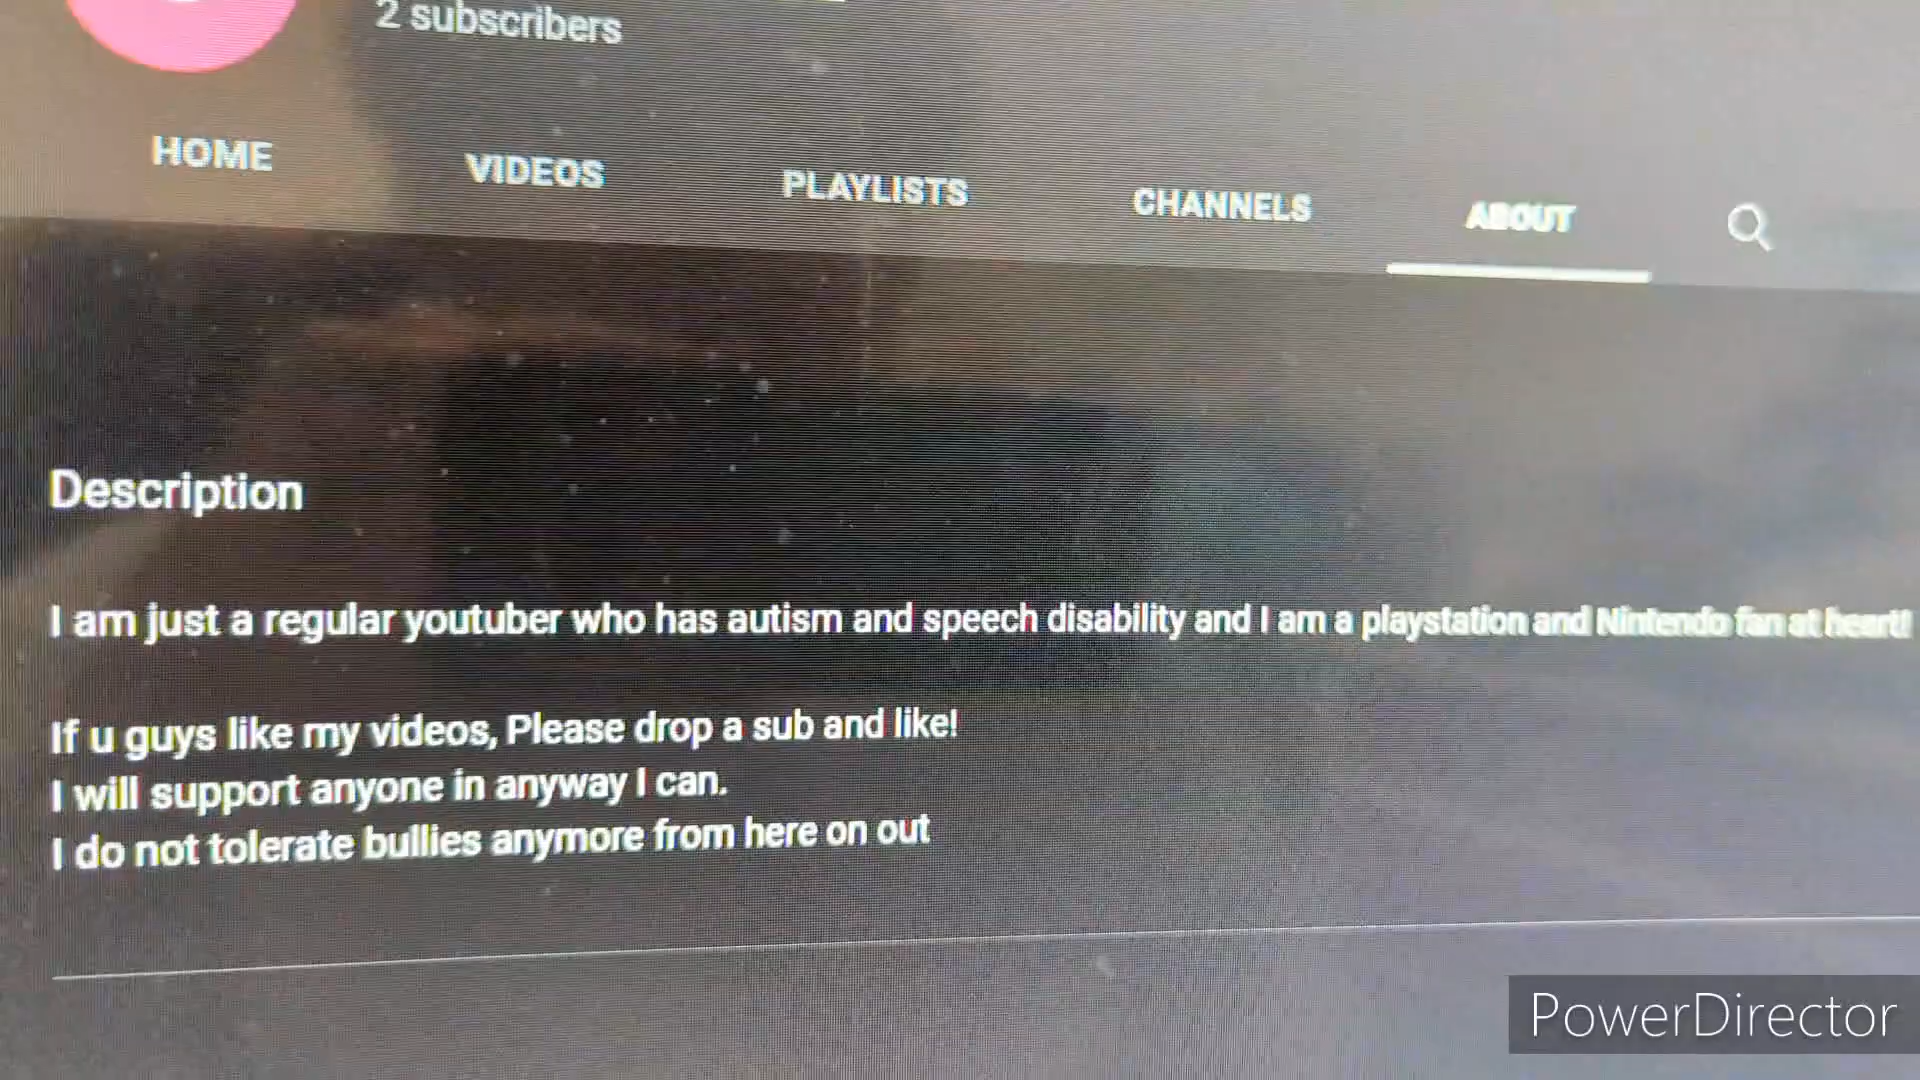 2 subscribers
HOME VIDEOS PLAYLISTS CHANNELS ABOUT
Description
I am just a regular youtuber who has autism and speech disability and I am a playstation and Nintendo fan at heart!
If u guys like my videos, Please drop a sub and like!
I will support anyone in anyway I can.
I do not tolerate bullies anymore from here on out
PowerDirector